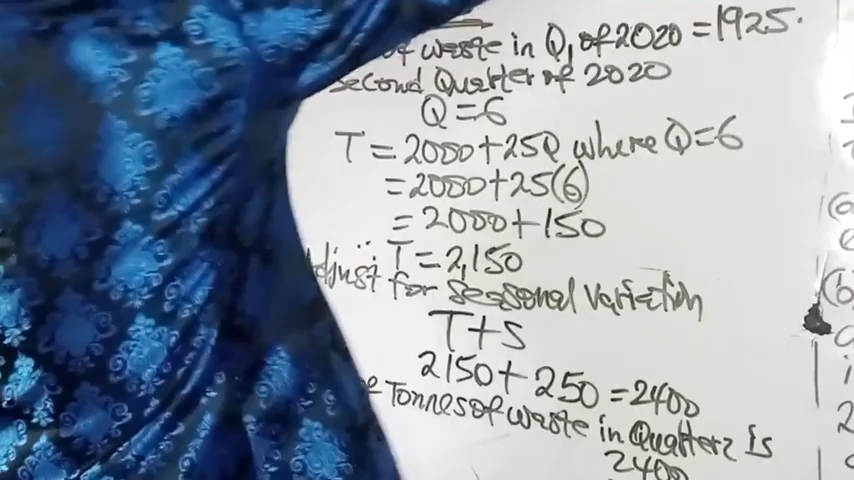 of waste in Q1 of 2020 = 1925.
second Quarter of 2020
Q = 6
T = 2000 + 25Q where Q = 6
= 2000 + 25(6)
= 2000 + 150
∴ T = 2,150
Adjust for seasonal variation
T + S
2150 + 250 = 2400
of Tonnes of waste in Quarter 2 is
2400
(a
(b)